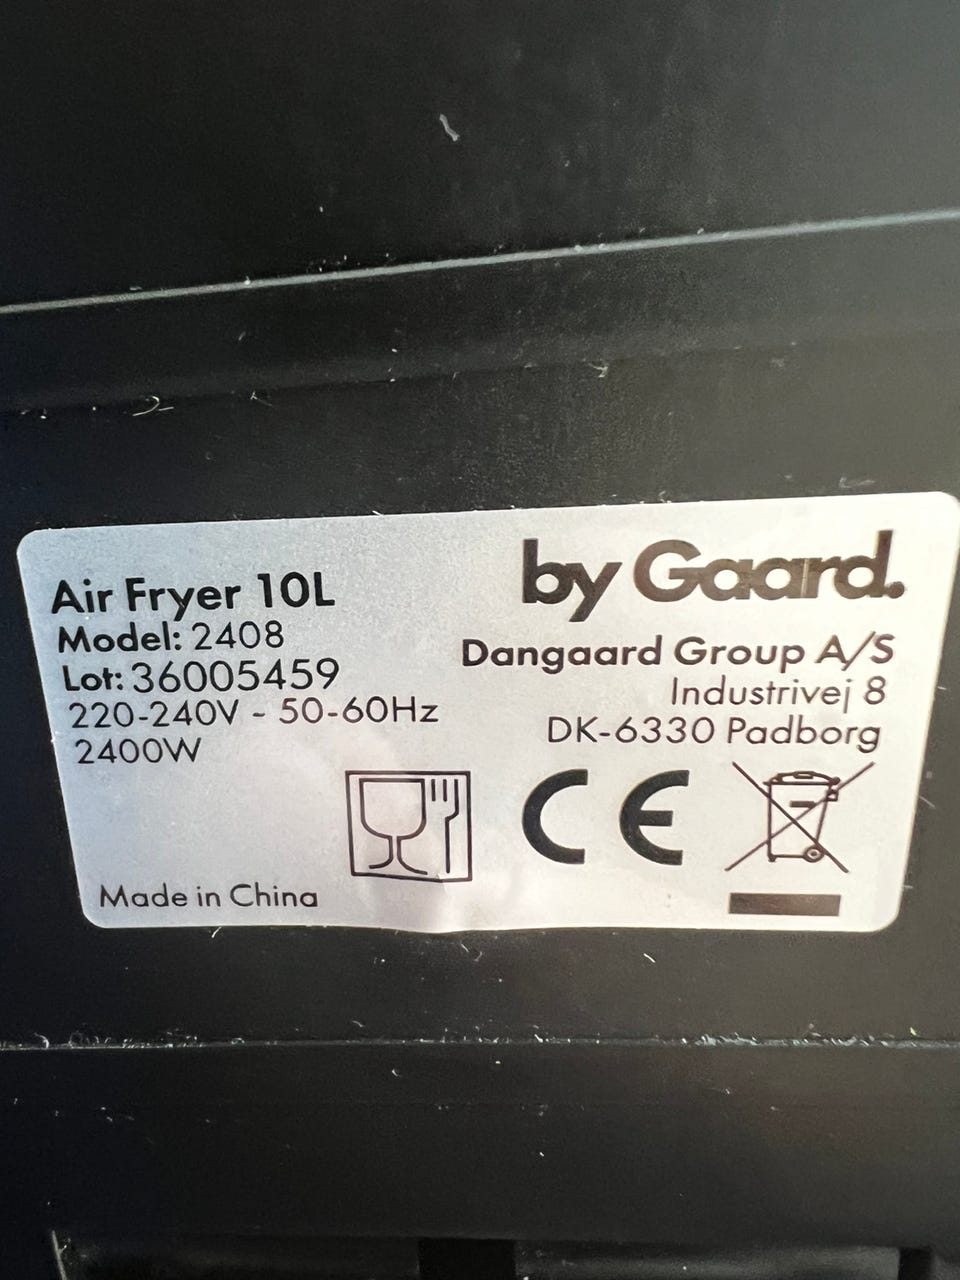 Air Fryer 10L
Model: 2408
Lot: 36005459
220-240V - 50-60Hz
2400W
by Gaard.
Dangaard Group A/S
Industrivej 8
DK-6330 Padborg
CE
Made in China